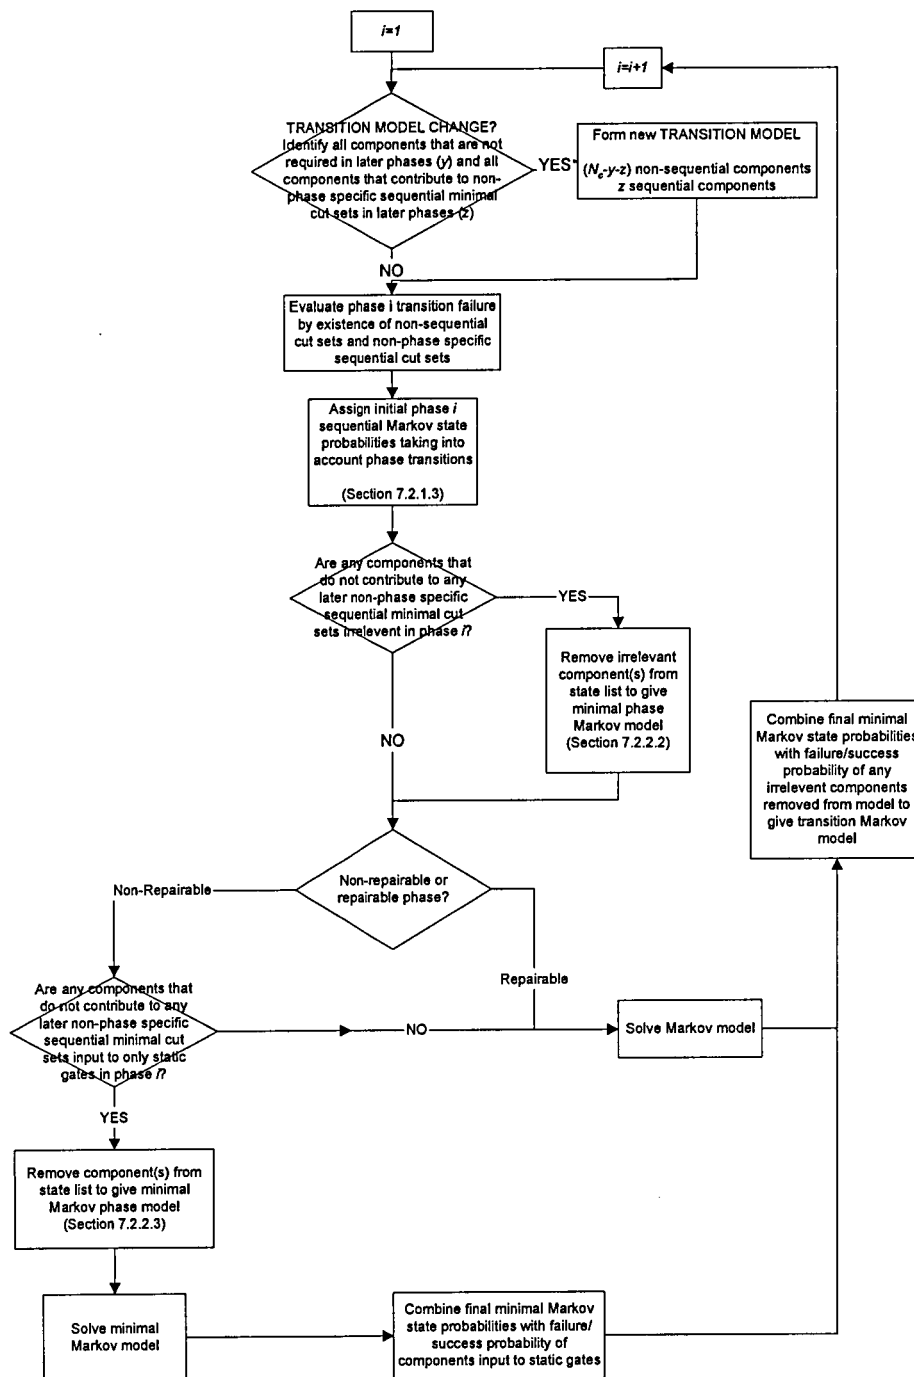 i=1
i=i+1
TRANSITION MODEL CHANGE?
Identify all components that are not
required in later phases (y) and all
components that contribute to non-
phase specific sequential minimal
cut sets in later phases (z)
YES
Form new TRANSITION MODEL
(Nc-y-z) non-sequential components
z sequential components
NO
Evaluate phase i transition failure
by existence of non-sequential
cut sets and non-phase specific
sequential cut sets
Assign initial phase i
sequential Markov state
probabilities taking into
account phase transitions
(Section 7.2.1.3)
Are any components that
do not contribute to any
later non-phase specific
sequential minimal cut
sets irrelevent in phase i?
YES
Remove irrelevant
component(s) from
state list to give
minimal phase
Markov model
(Section 7.2.2.2)
NO
Combine final minimal
Markov state probabilities
with failure/success
probability of any
irrelevent components
removed from model to
give transition Markov
model
Non-repairable or
repairable phase?
Non-Repairable
Repairable
Are any components that
do not contribute to any
later non-phase specific
sequential minimal cut
sets input to only static
gates in phase i?
NO
Solve Markov model
YES
Remove component(s) from
state list to give minimal
Markov phase model
(Section 7.2.2.3)
Solve minimal
Markov model
Combine final minimal Markov
state probabilities with failure/
success probability of
components input to static gates